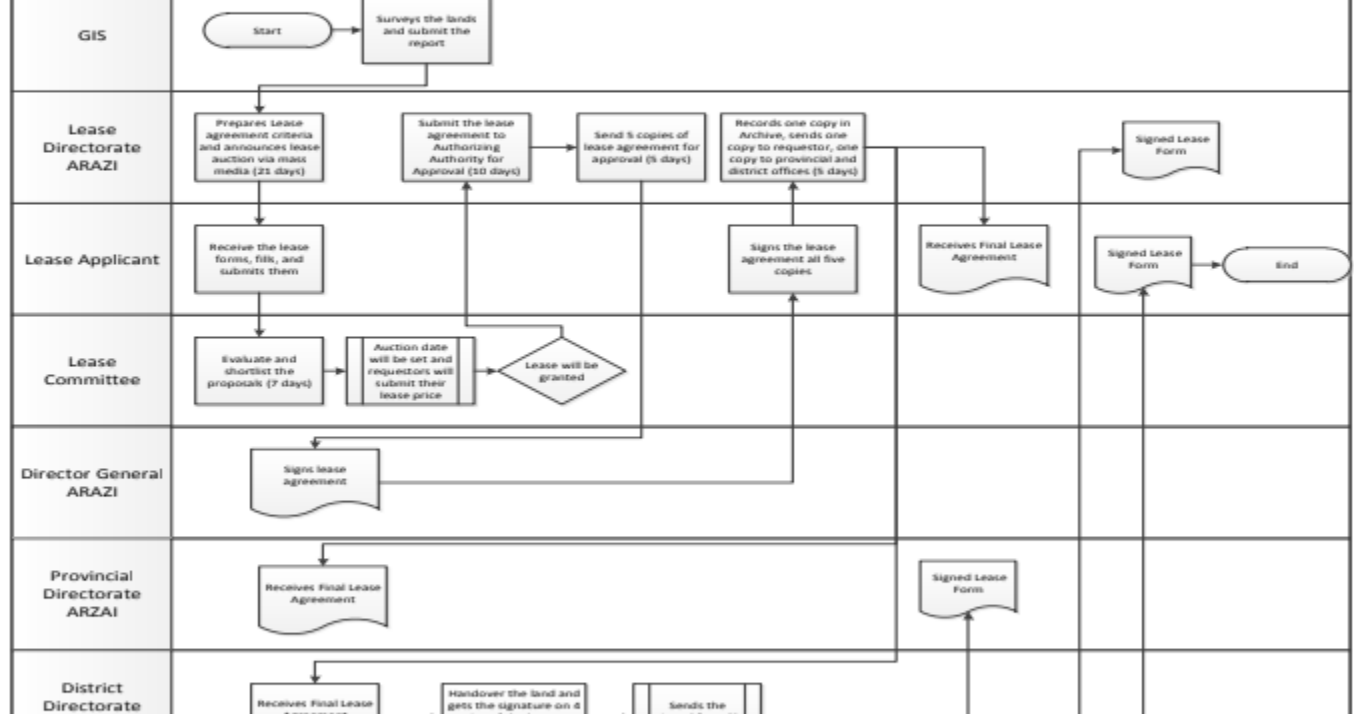 GIS
Start
Surveys the lands
and submit the
report
Lease
Directorate
ARAZI
Prepares Lease
agreement criteria
and announces lease
auction via mass
media (21 days)
Submit the lease
agreement to
Authorizing
Authority for
Approval (10 days)
Send 5 copies of
lease agreement for
approval (5 days)
Records one copy in
Archive, sends one
copy to requestor, one
copy to provincial and
district offices (5 days)
Signed Lease
Form
Lease Applicant
Receive the lease
forms, fills, and
submits them
Signs the lease
agreement all five
copies
Receives Final Lease
Agreement
Signed Lease
Form
End
Lease
Committee
Evaluate and
shortlist the
proposals (7 days)
Auction date
will be set and
requestors will
submit their
lease price
Lease will be
granted
Director General
ARAZI
Signs lease
agreement
Provincial
Directorate
ARZAI
Receives Final Lease
Agreement
Signed Lease
Form
District
Directorate
Receives Final Lease
Handover the land and
gets the signature on 4
Sends the